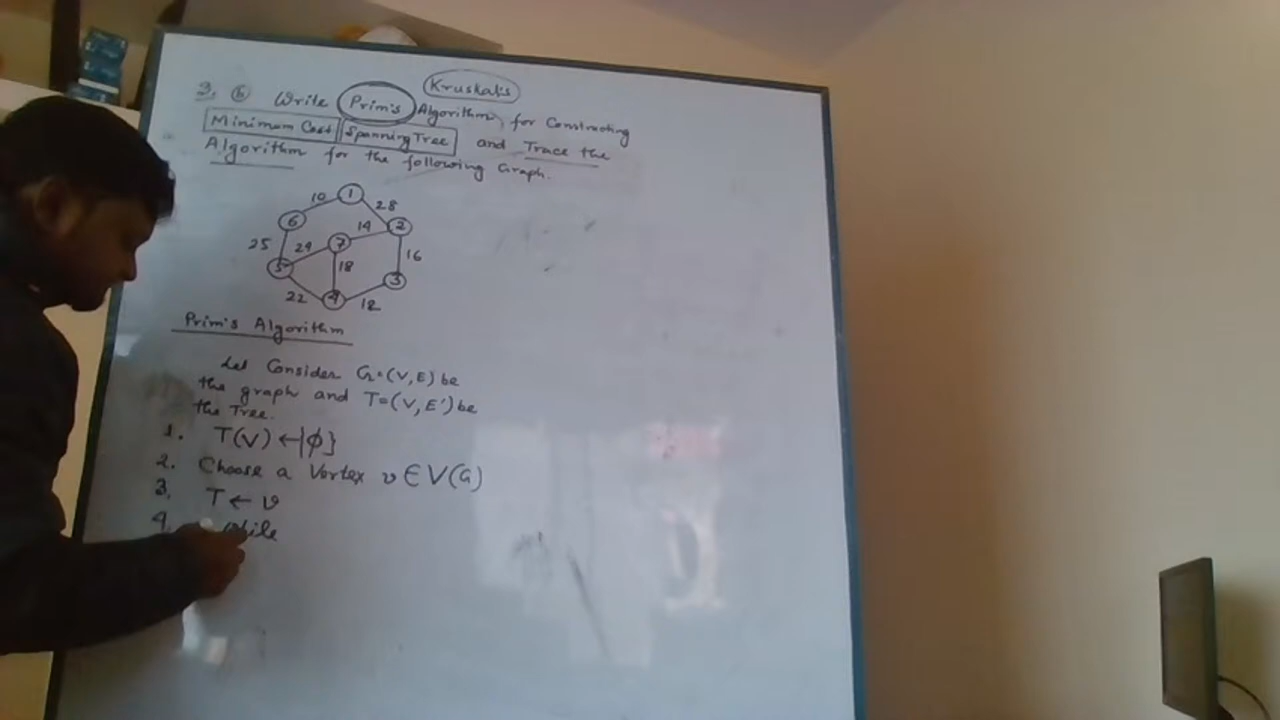 3. (b) Write Prim's Algorithm, for Constructing
Kruskal's
Minimum Cost Spanning Tree and Trace the
Algorithm for the following Graph.
1
10
28
6
2
14
7
25
24
16
18
5
3
22
4
12
Prim's Algorithm
Let Consider G=(V,E) be
the graph and T=(V,E') be
the Tree.
1. T(V) ← {ϕ}
2. Choose a Vertex v ∈ V(G)
3. T ← v
4. While